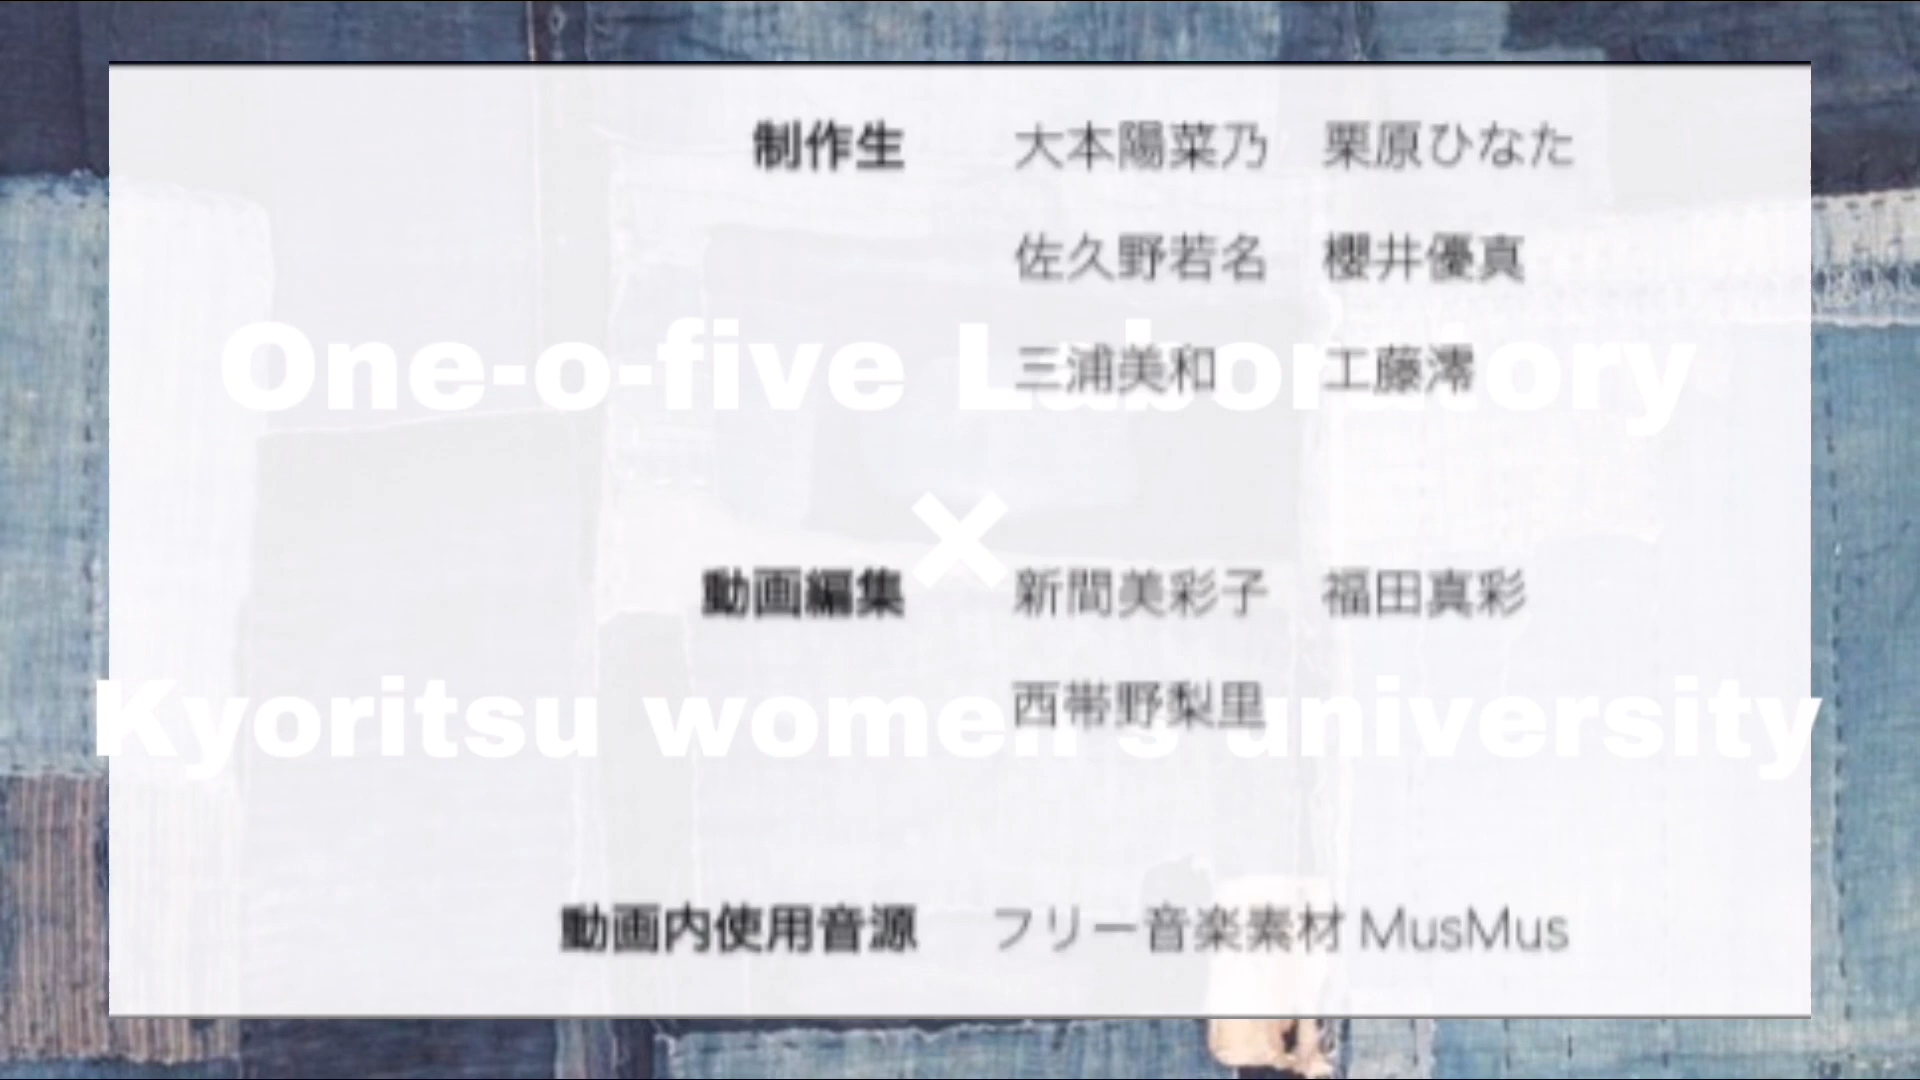 制作生 大本陽菜乃 栗原ひなた
佐久野若名 櫻井優真
三浦美和 工藤澪
One-o-five Laboratory
×
動画編集 新間美彩子 福田真彩
西帯野梨里
Kyoritsu women's university
動画内使用音源 フリー音楽素材 MusMus